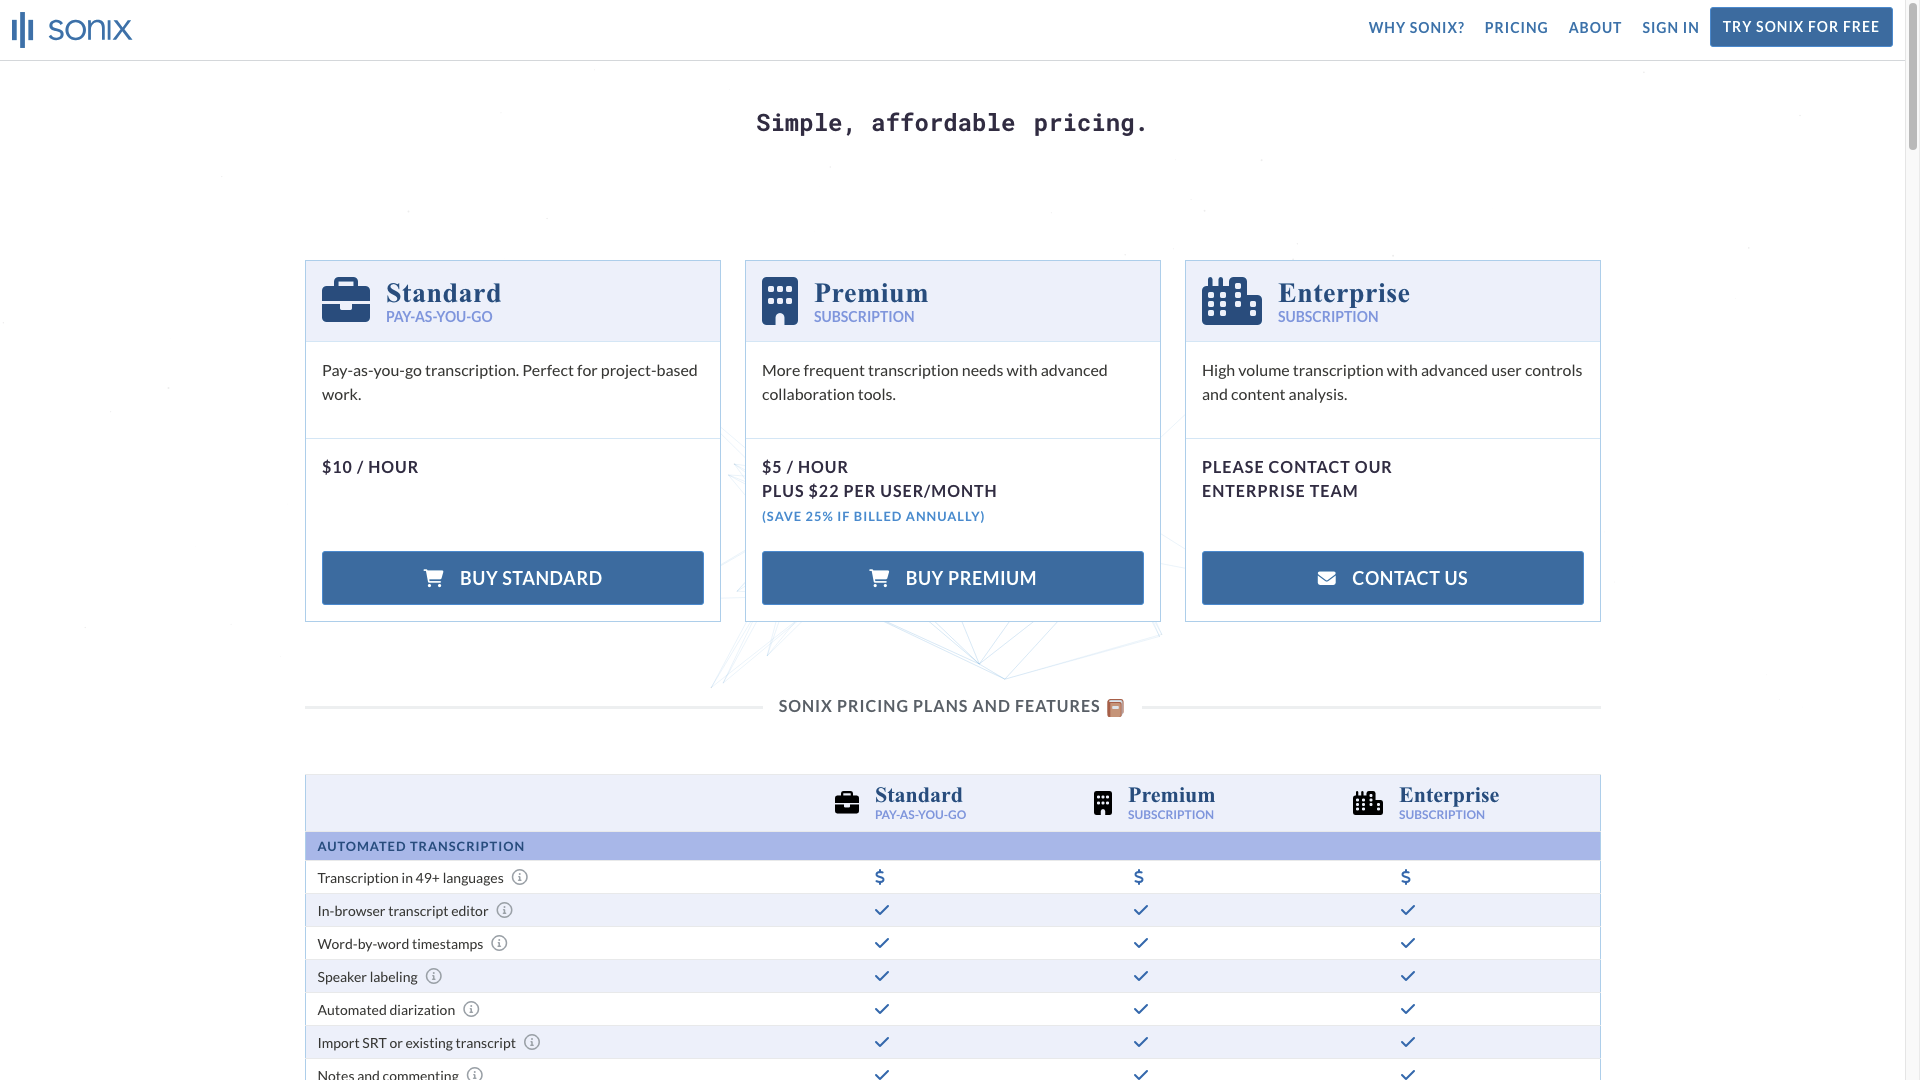 sonix
WHY SONIX?
PRICING
ABOUT
SIGN IN
TRY SONIX FOR FREE
Simple, affordable pricing.
Standard
PAY-AS-YOU-GO
Pay-as-you-go transcription. Perfect for project-based
work.
$10 / HOUR
BUY STANDARD
Premium
SUBSCRIPTION
More frequent transcription needs with advanced
collaboration tools.
$5 / HOUR
PLUS $22 PER USER/MONTH
(SAVE 25% IF BILLED ANNUALLY)
BUY PREMIUM
Enterprise
SUBSCRIPTION
High volume transcription with advanced user controls
and content analysis.
PLEASE CONTACT OUR
ENTERPRISE TEAM
CONTACT US
SONIX PRICING PLANS AND FEATURES
Standard
PAY-AS-YOU-GO
Premium
SUBSCRIPTION
Enterprise
SUBSCRIPTION
AUTOMATED TRANSCRIPTION
Transcription in 49+ languages
$ $ $
In-browser transcript editor
Word-by-word timestamps
Speaker labeling
Automated diarization
Import SRT or existing transcript
Notes and commenting